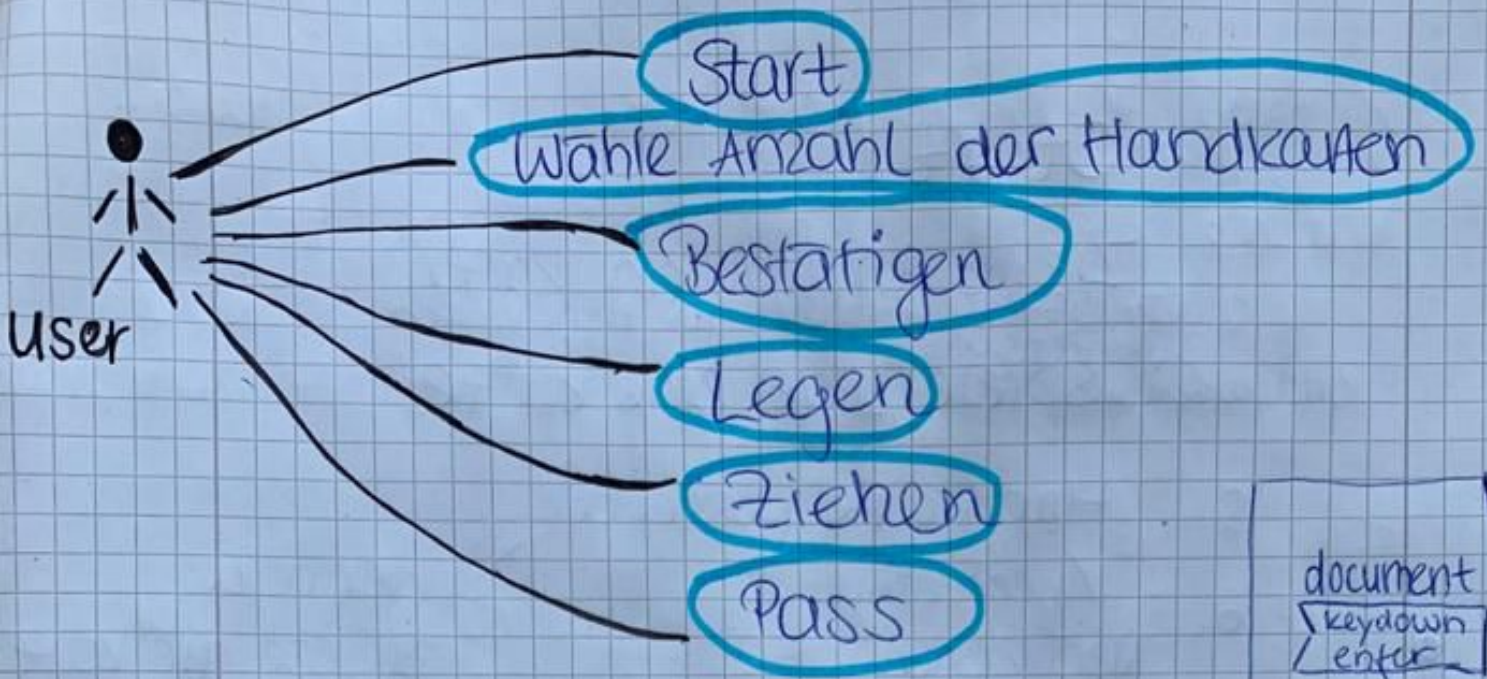 Start
Wähle Anzahl der Handkarten
Bestätigen
user
Legen
Ziehen
Pass
document
keydown
enter